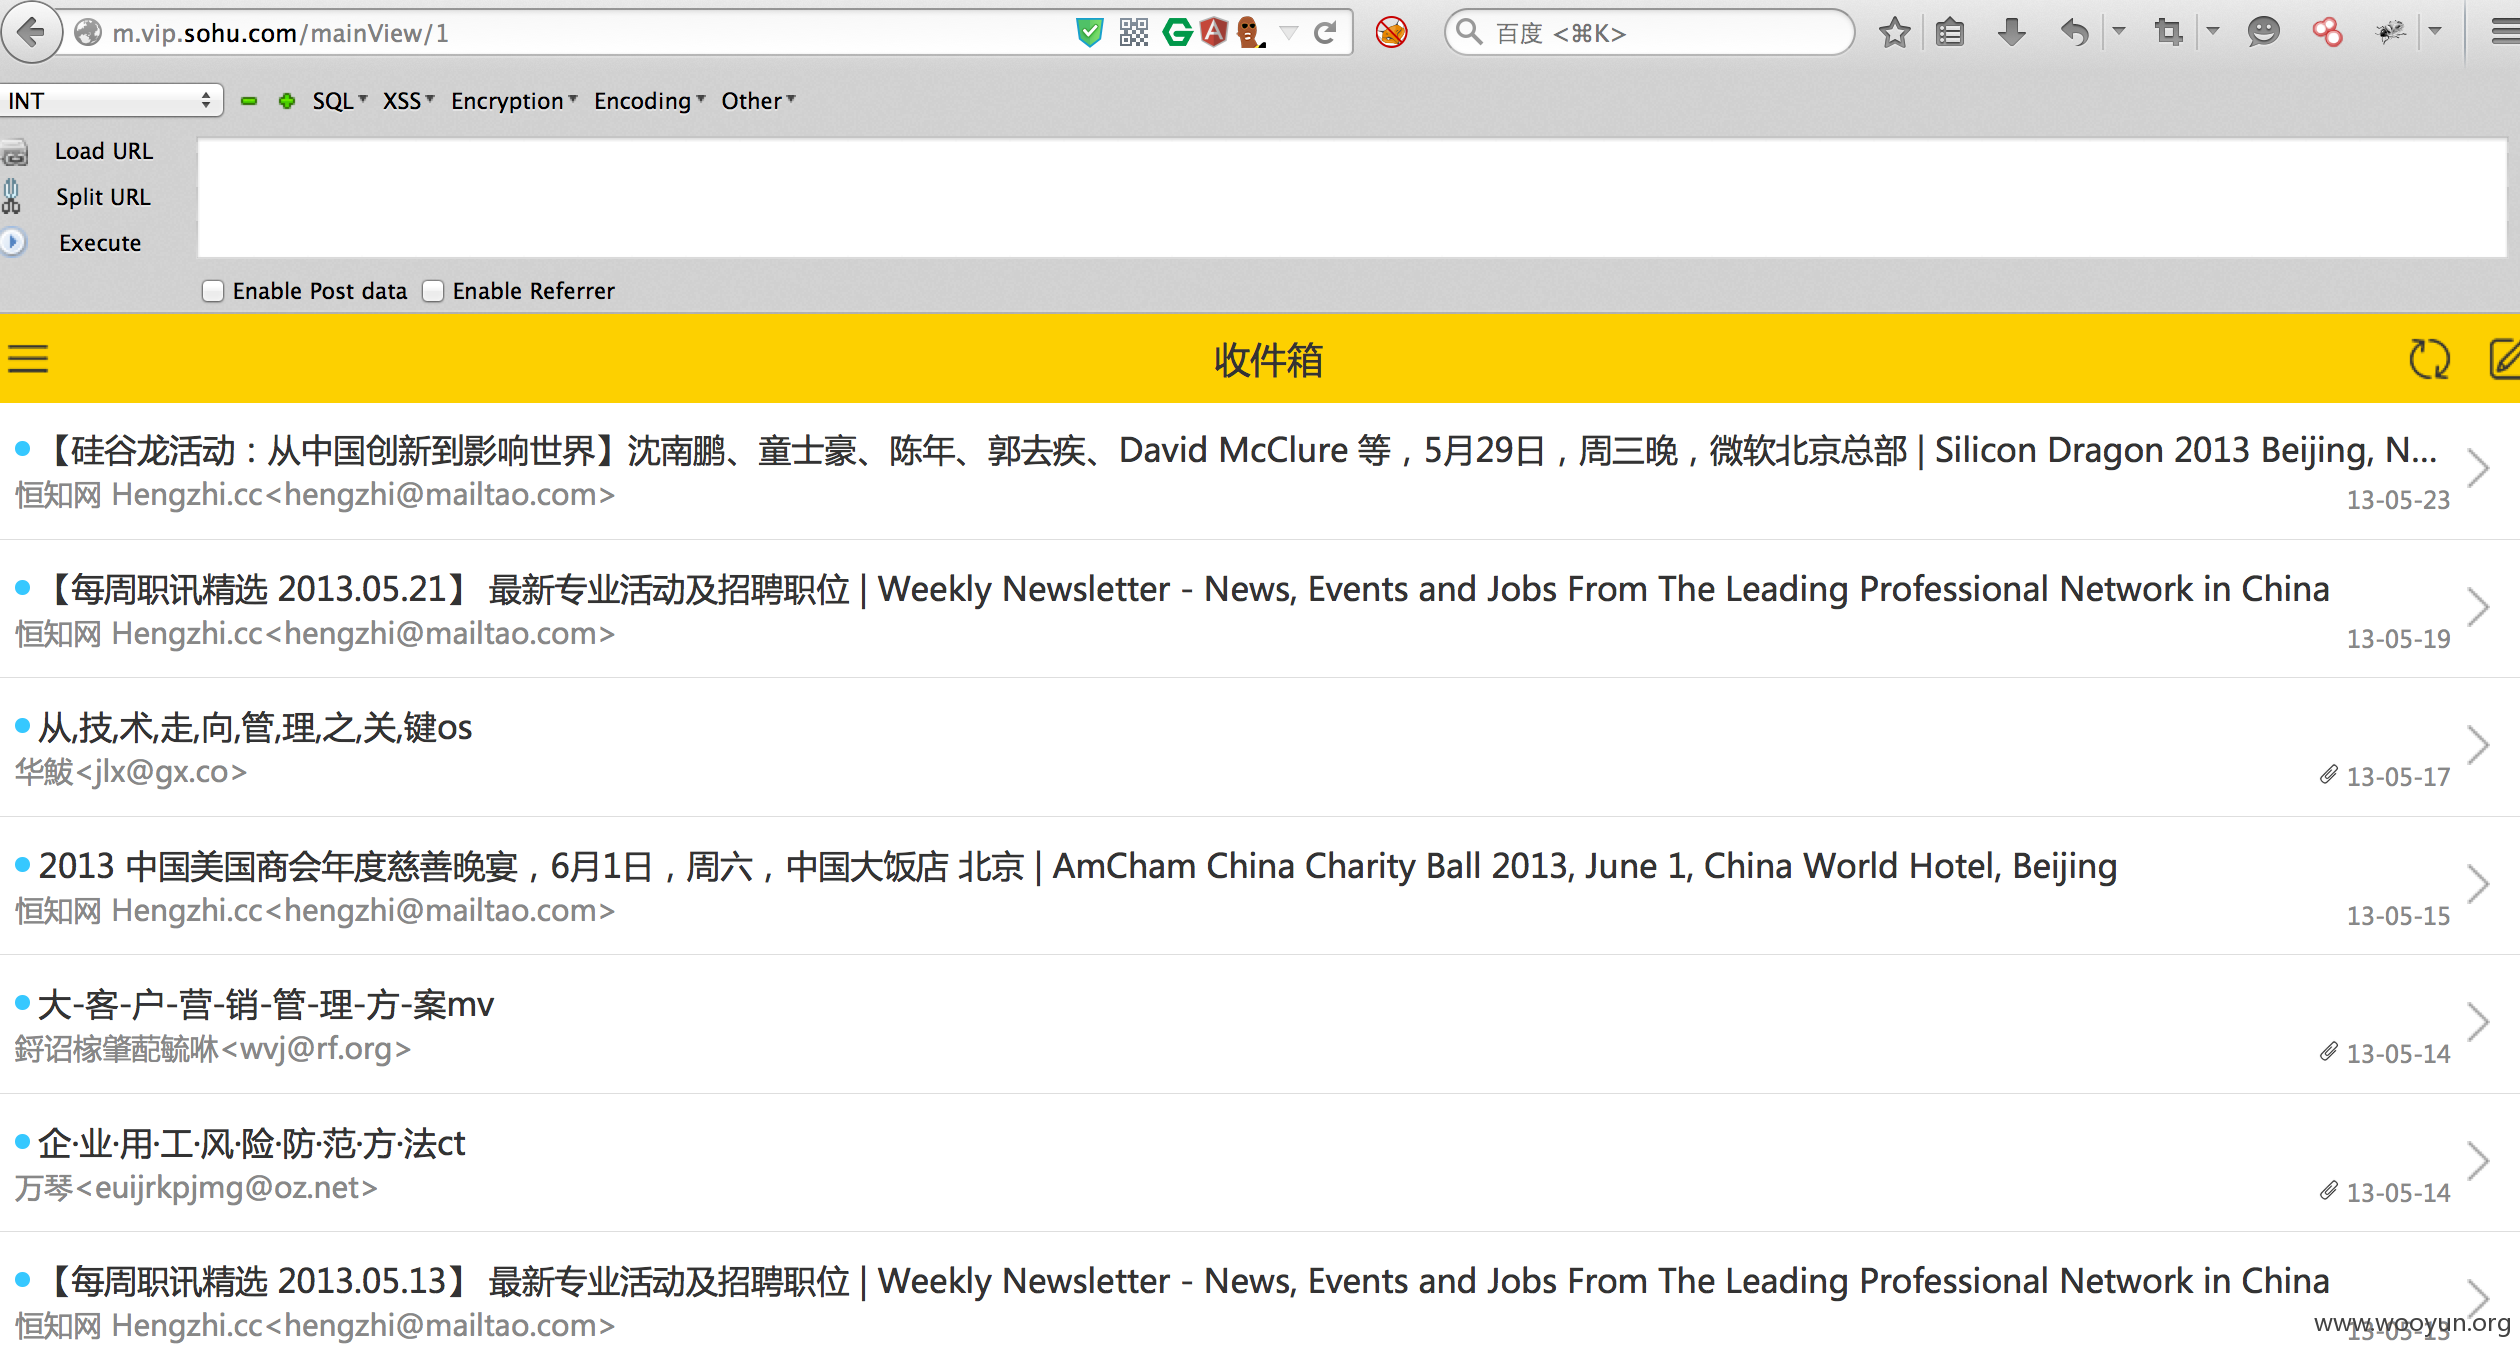 m.vip.sohu.com/mainView/1
百度 <⌘K>
INT SQL XSS Encryption Encoding Other
Load URL
Split URL
Execute
Enable Post data Enable Referrer
收件箱
【硅谷龙活动：从中国创新到影响世界】沈南鹏、童士豪、陈年、郭去疾、David McClure 等，5月29日，周三晚，微软北京总部 | Silicon Dragon 2013 Beijing, N...
恒知网 Hengzhi.cc<hengzhi@mailtao.com>
13-05-23
【每周职讯精选 2013.05.21】 最新专业活动及招聘职位 | Weekly Newsletter - News, Events and Jobs From The Leading Professional Network in China
恒知网 Hengzhi.cc<hengzhi@mailtao.com>
13-05-19
从,技,术,走,向,管,理,之,关,键os
华鮁<jlx@gx.co>
13-05-17
2013 中国美国商会年度慈善晚宴，6月1日，周六，中国大饭店 北京 | AmCham China Charity Ball 2013, June 1, China World Hotel, Beijing
恒知网 Hengzhi.cc<hengzhi@mailtao.com>
13-05-15
大-客-户-营-销-管-理-方-案mv
<wvj@rf.org>
13-05-14
企·业·用·工·风·险·防·范·方·法ct
万琴<euijrkpjmg@oz.net>
13-05-14
【每周职讯精选 2013.05.13】 最新专业活动及招聘职位 | Weekly Newsletter - News, Events and Jobs From The Leading Professional Network in China
恒知网 Hengzhi.cc<hengzhi@mailtao.com>
13-05-13
www.wooyun.org